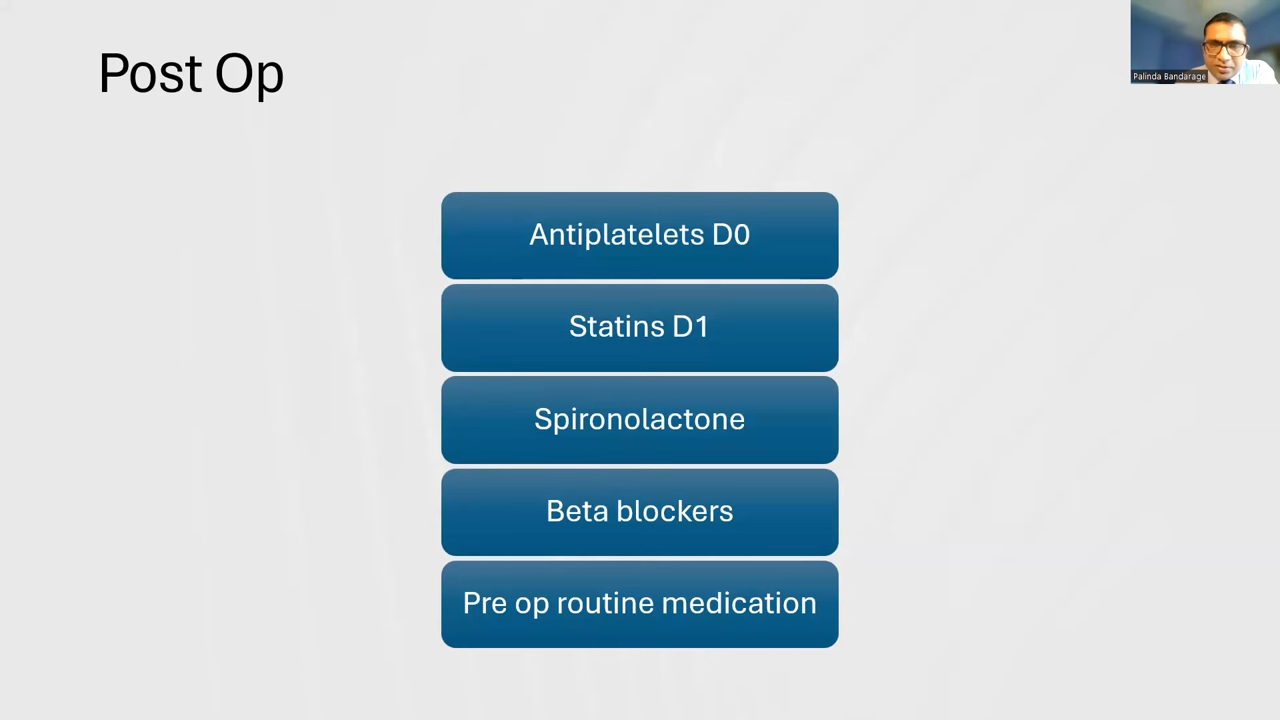 Post Op
Palinda Bandarage
Antiplatelets D0
Statins D1
Spironolactone
Beta blockers
Pre op routine medication